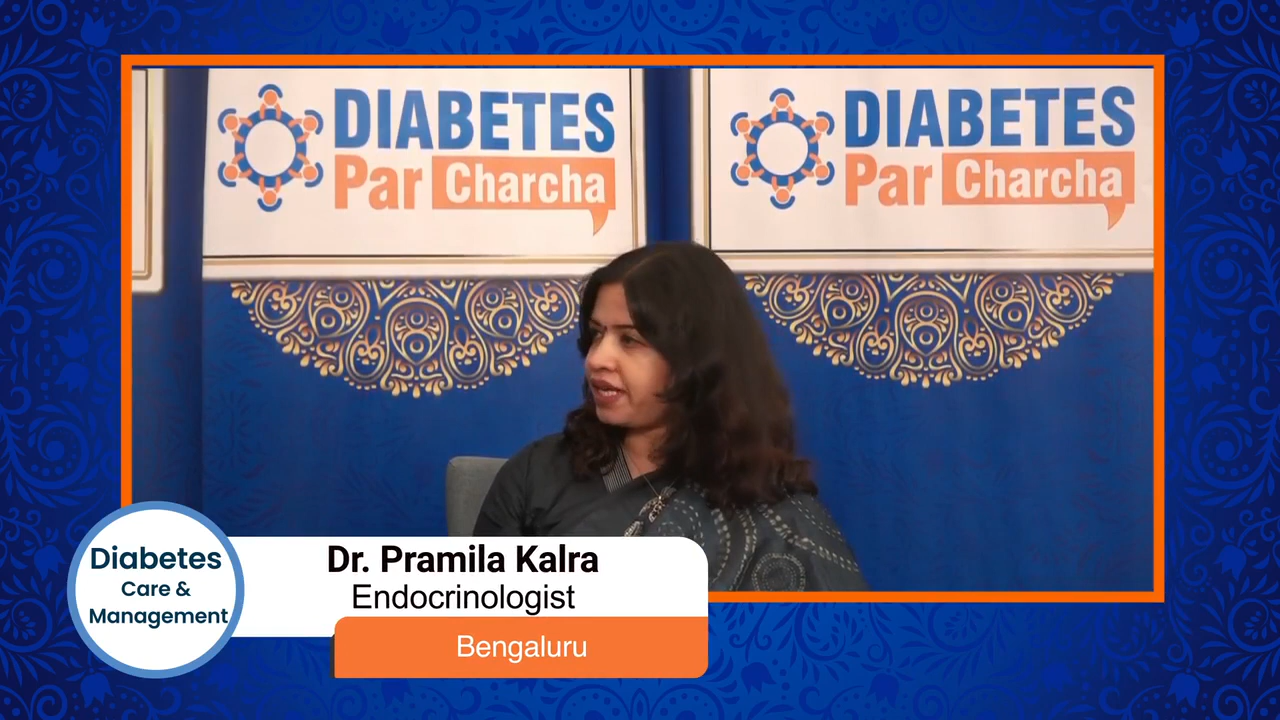 DIABETES
Par Charcha
DIABETES
Par Charcha
Diabetes
Care &
Management
Dr. Pramila Kalra
Endocrinologist
Bengaluru